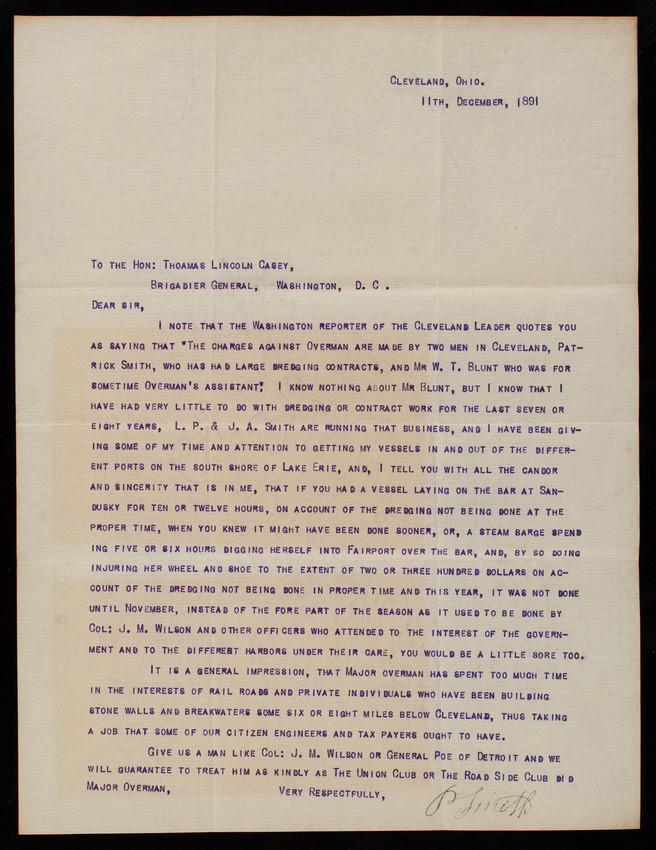 Cleveland, Ohio.
11th, December, 1891
To the Hon: Thoamas Lincoln Casey,
Brigadier General, Washington, D. C .
Dear sir,
I note that the Washington reporter of the Cleveland Leader quotes you
as saying that "The charges against Overman are made by two men in Cleveland, Pat-
rick Smith, who has had large dredging contracts, and Mr W. T. Blunt who was for
sometime Overman's assistant". I know nothing about Mr Blunt, but I know that I
have had very little to do with dredging or contract work for the last seven or
eight years, L. P. & J. A. Smith are running that business, and I have been giv-
ing some of my time and attention to getting my vessels in and out of the differ-
ent ports on the south shore of Lake Erie, and, I tell you with all the candor
and sincerity that is in me, that if you had a vessel laying on the bar at San-
dusky for ten or twelve hours, on account of the dredging not being done at the
proper time, when you knew it might have been done sooner, or, a steam barge spend
ing five or six hours digging herself into Fairport over the bar, and, by so doing
injuring her wheel and shoe to the extent of two or three hundred dollars on ac-
count of the dredging not being done in proper time and this year, it was not done
until November, instead of the fore part of the season as it used to be done by
Col: J. M. Wilson and other officers who attended to the interest of the govern-
ment and to the different harbors under their care, you would be a little sore too.
It is a general impression, that Major overman has spent too much time
in the interests of rail roads and private individuals who have been building
stone walls and breakwaters some six or eight miles below Cleveland, thus taking
a job that some of our citizen engineers and tax payers ought to have.
Give us a man like Col: J. M. Wilson or General Poe of Detroit and we
will guarantee to treat him as kindly as The Union Club or The Road Side Club did
Major Overman, Very Respectfully,
P Smith